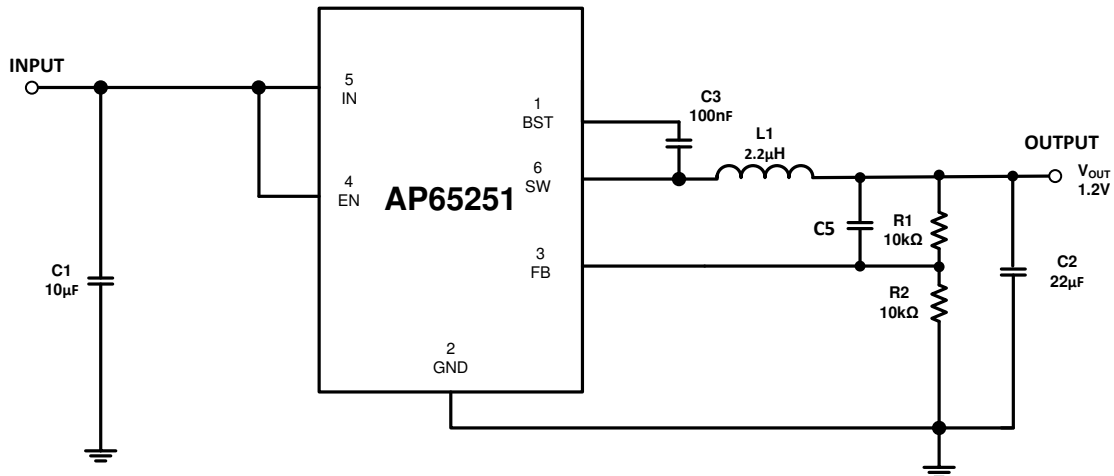 INPUT
5
IN
4
EN
C1
10µF
AP65251
1
BST
6
SW
3
FB
2
GND
C3
100nF
L1
2.2µH
C5
R1
10kΩ
R2
10kΩ
OUTPUT
VOUT
1.2V
C2
22µF